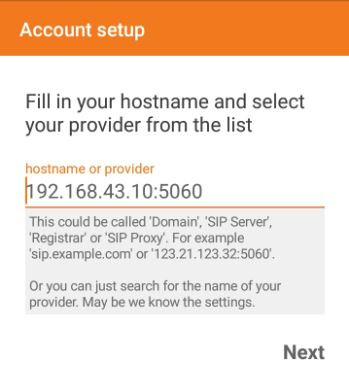 Account setup
Fill in your hostname and select
your provider from the list
hostname or provider
192.168.43.10:5060
This could be called 'Domain', 'SIP Server',
'Registrar' or 'SIP Proxy'. For example
'sip.example.com' or '123.21.123.32:5060'.
Or you can just search for the name of your
provider. May be we know the settings.
Next